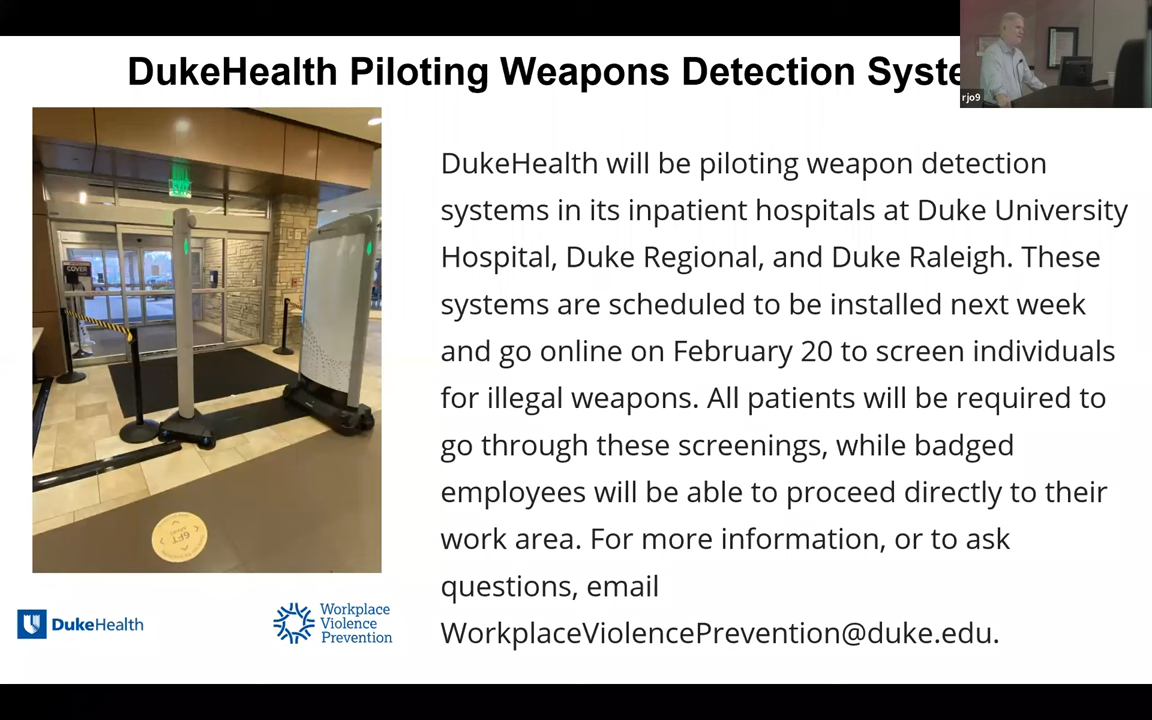 DukeHealth Piloting Weapons Detection Syste
rjo9
DukeHealth will be piloting weapon detection
systems in its inpatient hospitals at Duke University
Hospital, Duke Regional, and Duke Raleigh. These
systems are scheduled to be installed next week
and go online on February 20 to screen individuals
for illegal weapons. All patients will be required to
go through these screenings, while badged
employees will be able to proceed directly to their
work area. For more information, or to ask
questions, email
WorkplaceViolencePrevention@duke.edu.
COVER
6FT
DukeHealth
Workplace
Violence
Prevention